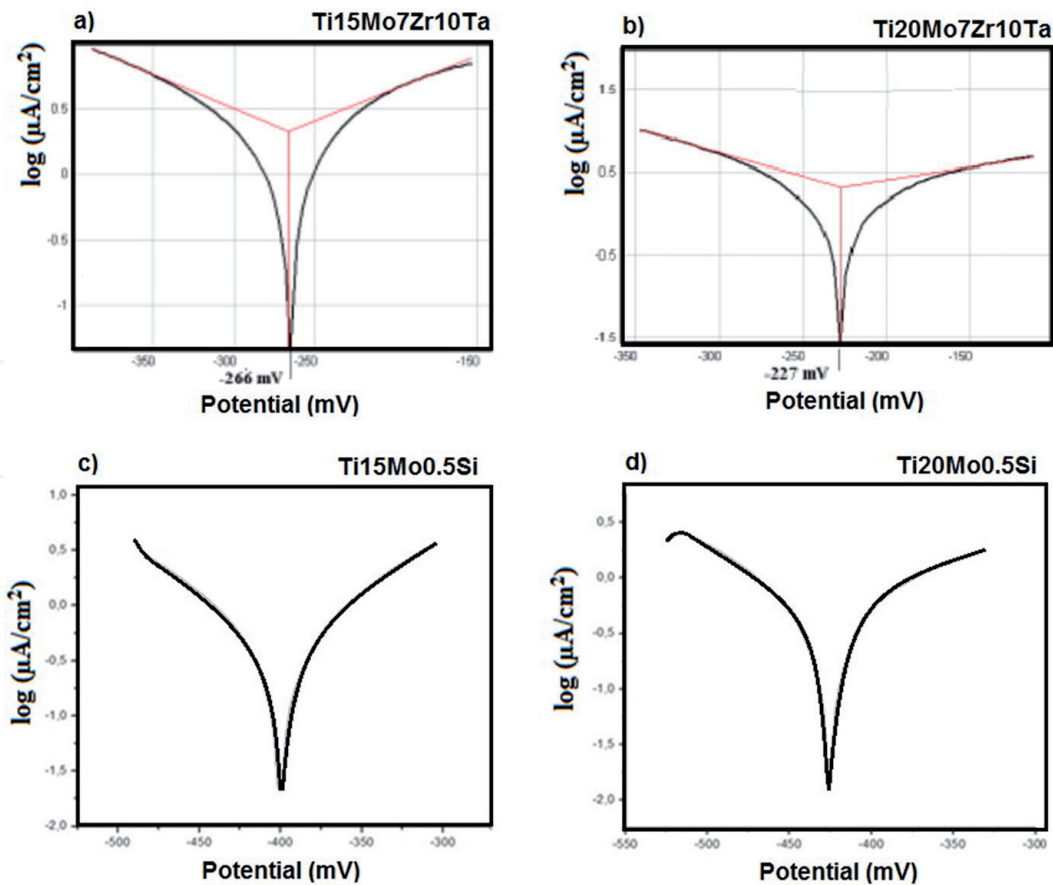 a) Ti15Mo7Zr10Ta
log (µA/cm²)
0.5
0
-0.5
-1
-350 -300 -250 -200 -150
-266 mV
Potential (mV)
b) Ti20Mo7Zr10Ta
log (µA/cm²)
1.5
0.5
-0.5
-1.5
-350 -300 -250 -200 -150
-227 mV
Potential (mV)
c) Ti15Mo0.5Si
log (µA/cm²)
1,0
0,5
0,0
-0,5
-1,0
-1,5
-2,0
-500 -450 -400 -350 -300
Potential (mV)
d) Ti20Mo0.5Si
log (µA/cm²)
0,5
0,0
-0,5
-1,0
-1,5
-2,0
-550 -500 -450 -400 -350 -300
Potential (mV)